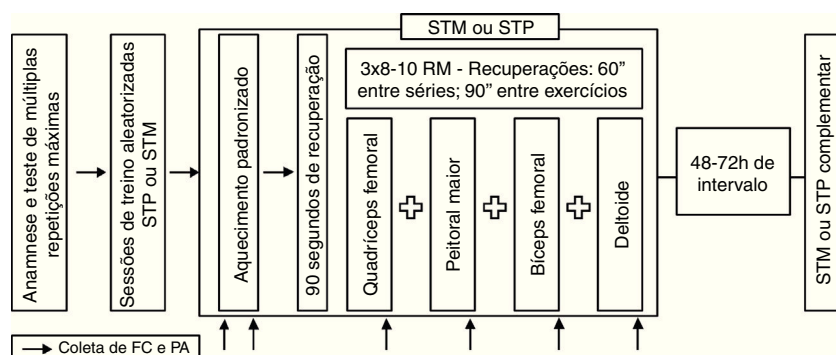 Anamnese e teste de múltiplas
repetições máximas
Sessões de treino aleatorizadas
STP ou STM
STM ou STP
Aquecimento padronizado
90 segundos de recuperação
3x8-10 RM - Recuperações: 60”
entre séries; 90” entre exercícios
Quadríceps femoral
Peitoral maior
Bíceps femoral
Deltoide
48-72h de
intervalo
STM ou STP complementar
Coleta de FC e PA